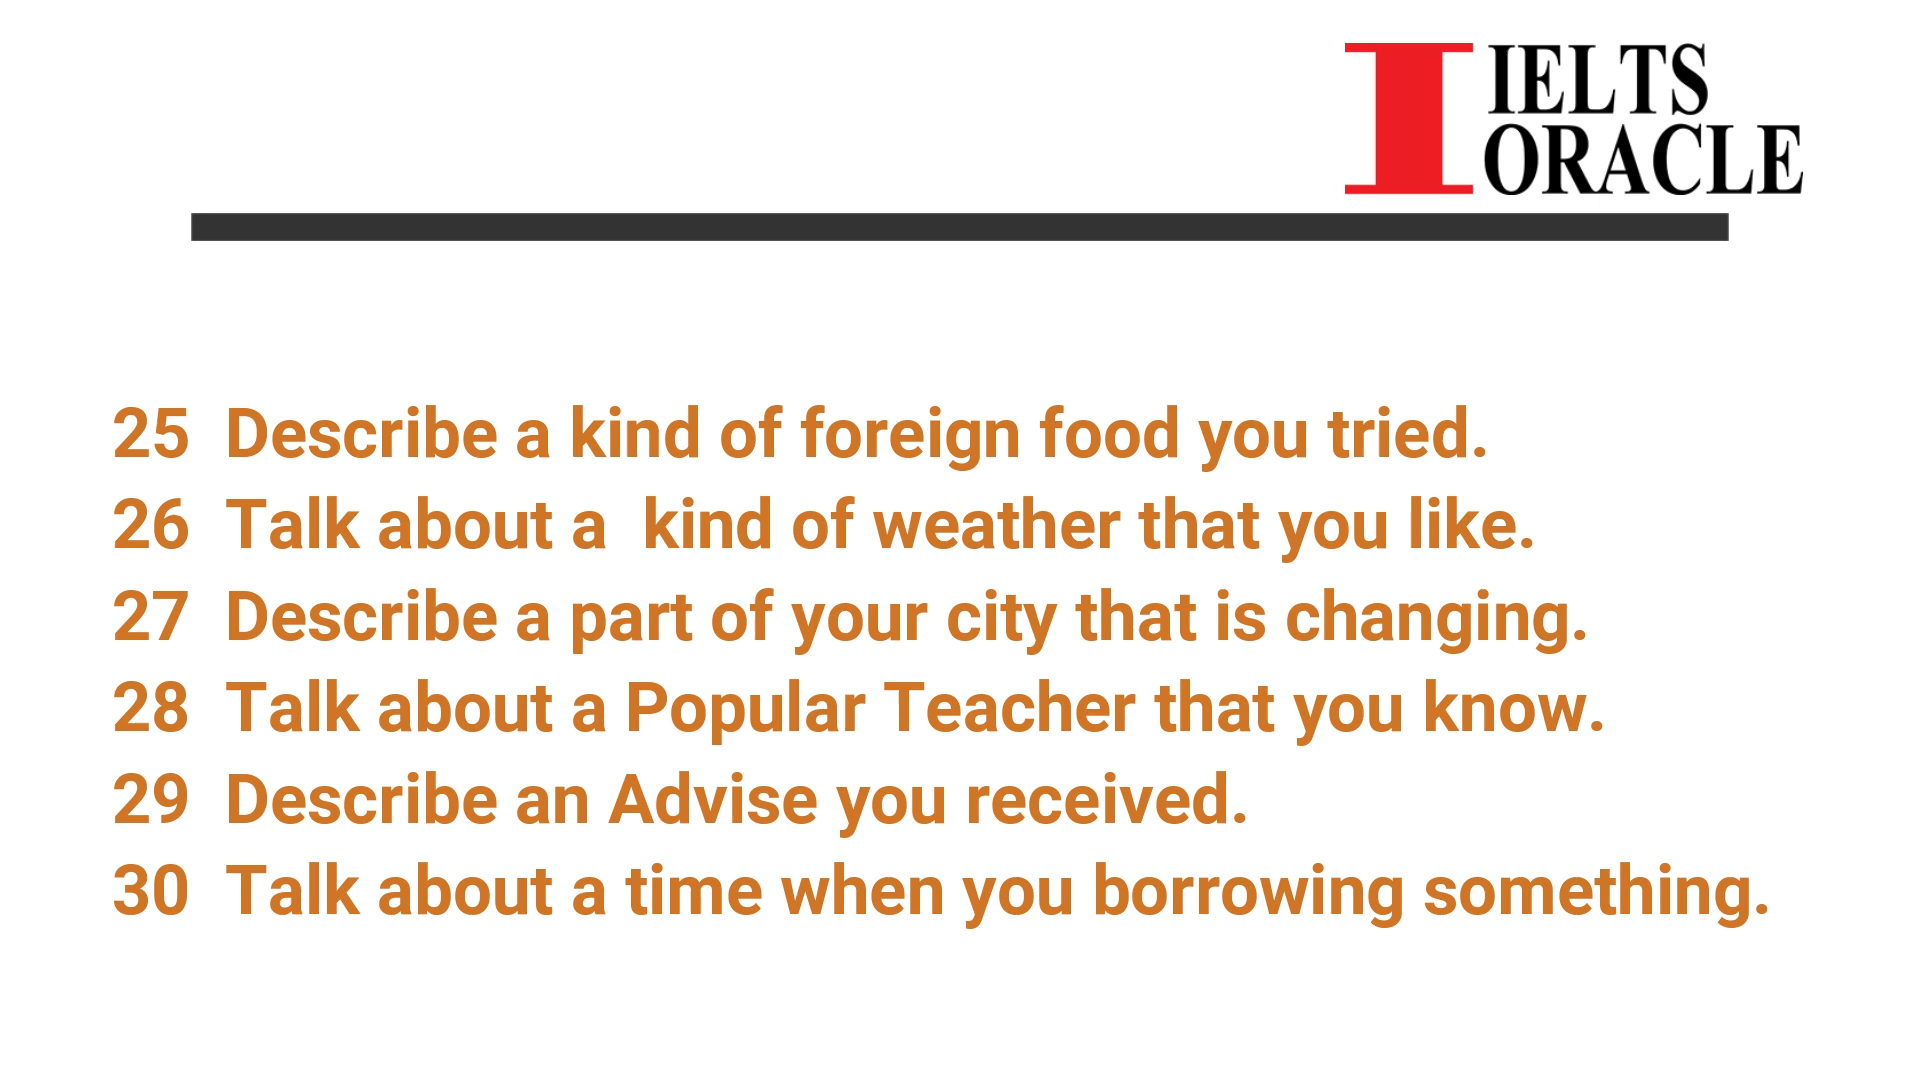 IELTS
ORACLE
25 Describe a kind of foreign food you tried.
26 Talk about a  kind of weather that you like.
27 Describe a part of your city that is changing.
28 Talk about a Popular Teacher that you know.
29 Describe an Advise you received.
30 Talk about a time when you borrowing something.